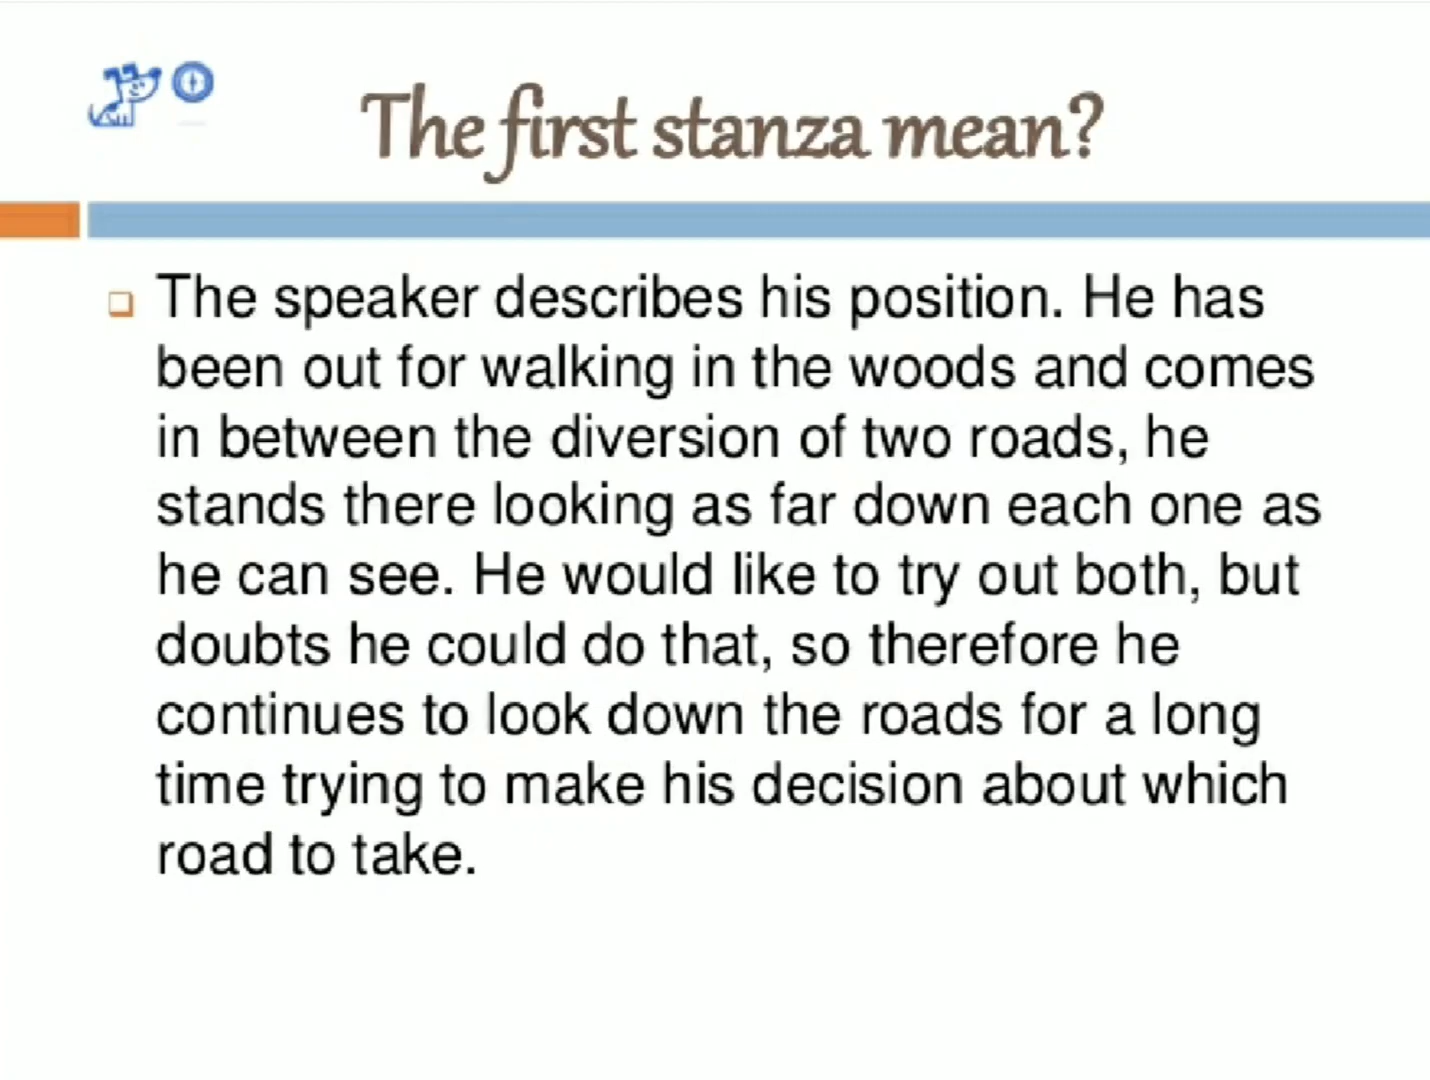 The first stanza mean?
The speaker describes his position. He has
been out for walking in the woods and comes
in between the diversion of two roads, he
stands there looking as far down each one as
he can see. He would like to try out both, but
doubts he could do that, so therefore he
continues to look down the roads for a long
time trying to make his decision about which
road to take.